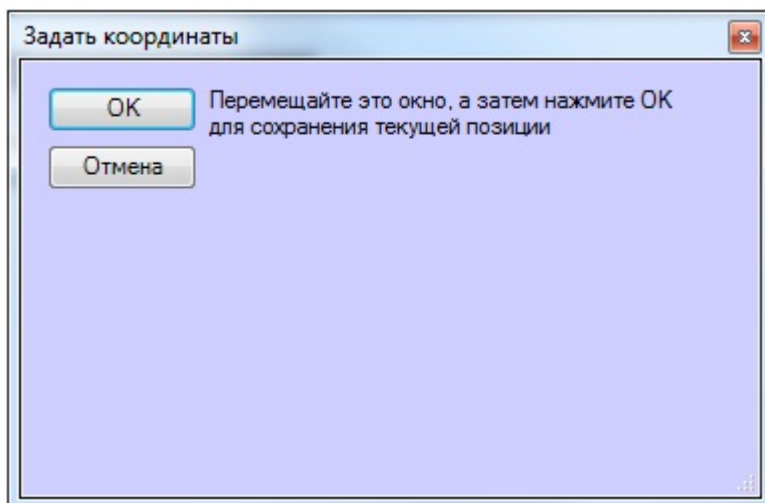 Задать координаты
OK
Перемещайте это окно, а затем нажмите OK
для сохранения текущей позиции
Отмена